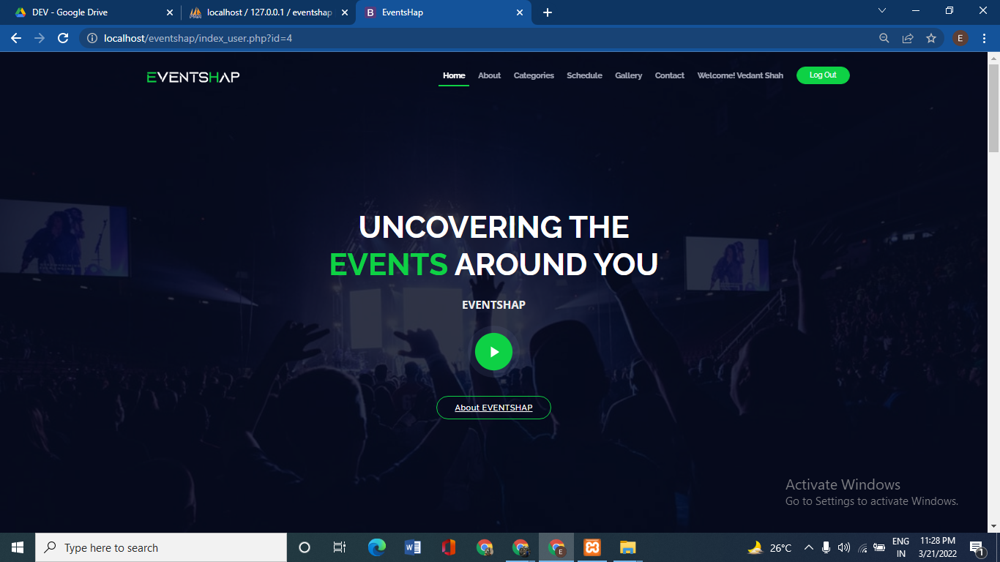 DEV - Google Drive
localhost / 127.0.0.1 / eventshap
B EventsHap
localhost/eventshap/index_user.php?id=4
E
EVENTSHAP
Home About Categories Schedule Gallery Contact Welcome! Vedant Shah Log Out
UNCOVERING THE
EVENTS AROUND YOU
EVENTSHAP
About EVENTSHAP
Activate Windows
Go to Settings to activate Windows.
Type here to search
26°C
ENG
IN
11:28 PM
3/21/2022
1